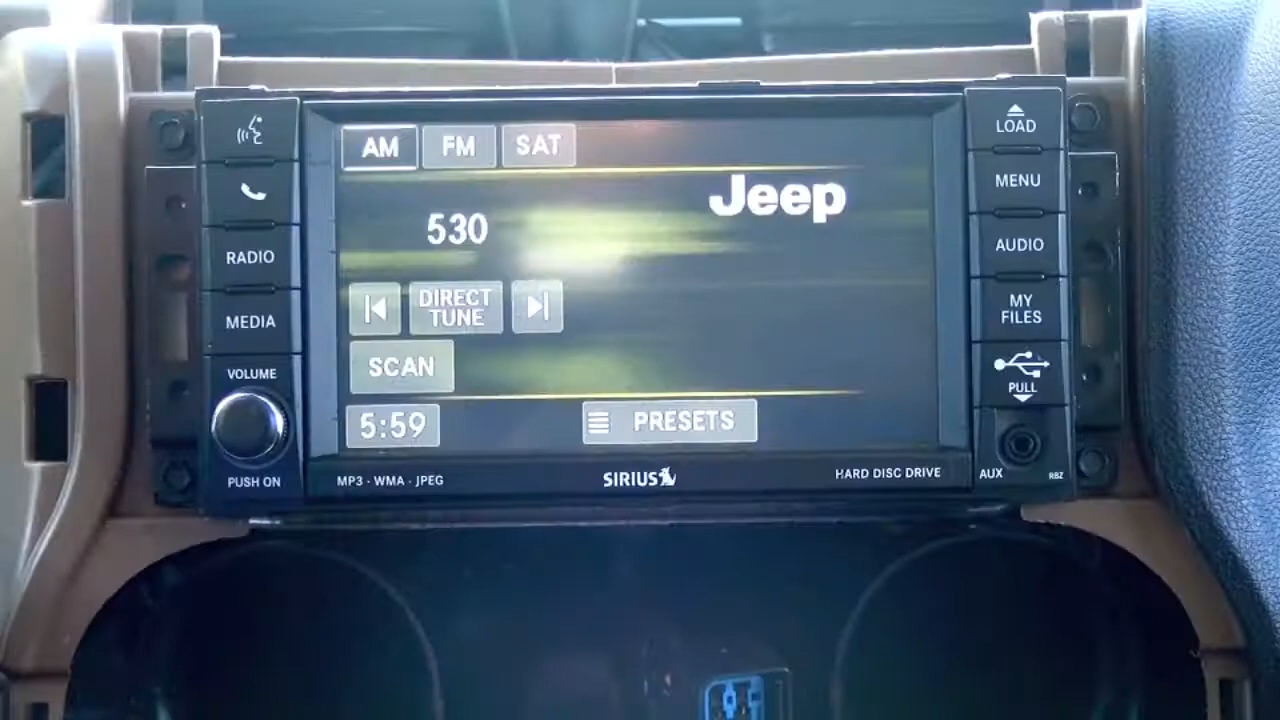 AM FM SAT
Jeep
530
DIRECT
TUNE
SCAN
5:59
PRESETS
RADIO
MEDIA
VOLUME
PUSH ON
LOAD
MENU
AUDIO
MY
FILES
PULL
AUX
RBZ
MP3 · WMA · JPEG
SIRIUS
HARD DISC DRIVE